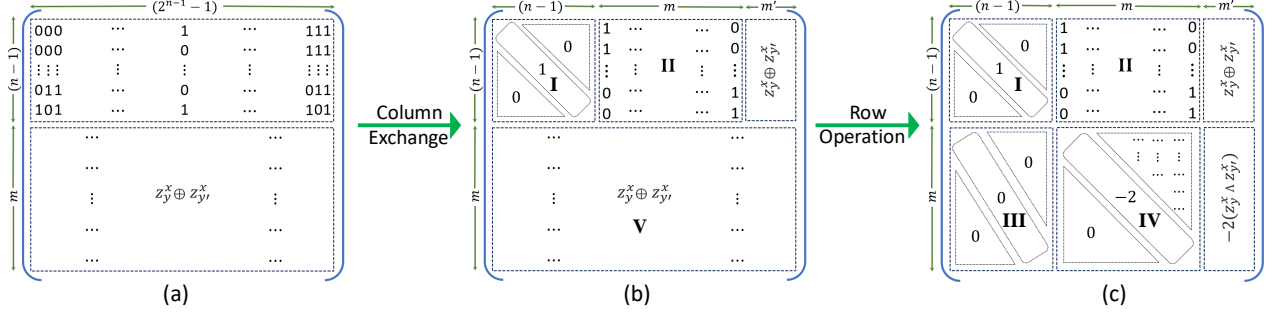 (2^{n-1} − 1)
(n − 1)
000 ⋯ 1 ⋯ 111
000 ⋯ 0 ⋯ 111
⋮⋮⋮ ⋮ ⋮ ⋮ ⋮⋮⋮
011 ⋯ 0 ⋯ 011
101 ⋯ 1 ⋯ 101
m
⋯ ⋯
⋯ ⋯
⋮ z_y^x ⊕ z_{y'}^x ⋮
⋯ ⋯
⋯ ⋯
(a)
Column
Exchange
(n − 1) m m'
(n − 1)
0
1
I
0
1 ⋯ ⋯ 0
1 ⋯ ⋯ 0
⋮ ⋮ II ⋮ ⋮
0 ⋯ ⋯ 1
0 ⋯ ⋯ 1
z_y^x ⊕ z_{y'}^x
m
⋯ ⋯
⋯ ⋯
⋮ z_y^x ⊕ z_{y'}^x ⋮
V
⋯ ⋯
⋯ ⋯
(b)
Row
Operation
(n − 1) m m'
(n − 1)
0
1
I
0
1 ⋯ ⋯ 0
1 ⋯ ⋯ 0
⋮ ⋮ II ⋮ ⋮
0 ⋯ ⋯ 1
0 ⋯ ⋯ 1
z_y^x ⊕ z_{y'}^x
m
0
0
III
0
⋯ ⋯ ⋯
⋯ ⋯
⋯
⋯
−2
IV
0
−2(z_y^x ∧ z_{y'}^x)
(c)